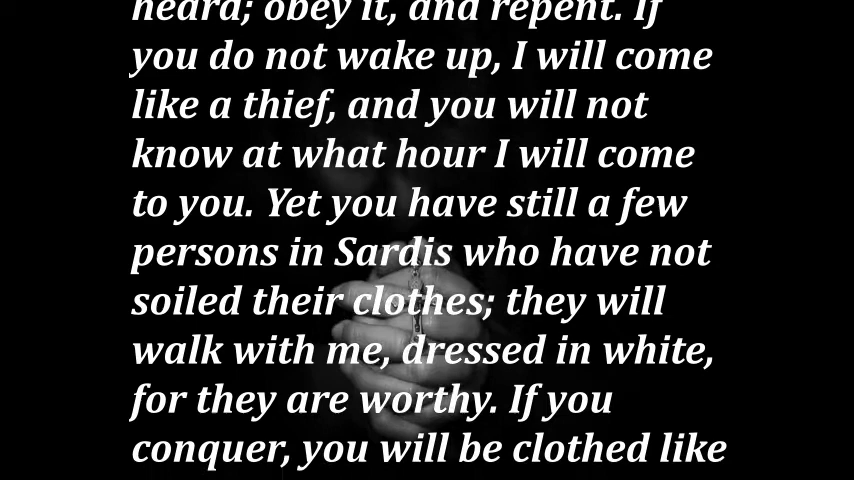 heard; obey it, and repent. If
you do not wake up, I will come
like a thief, and you will not
know at what hour I will come
to you. Yet you have still a few
persons in Sardis who have not
soiled their clothes; they will
walk with me, dressed in white,
for they are worthy. If you
conquer, you will be clothed like